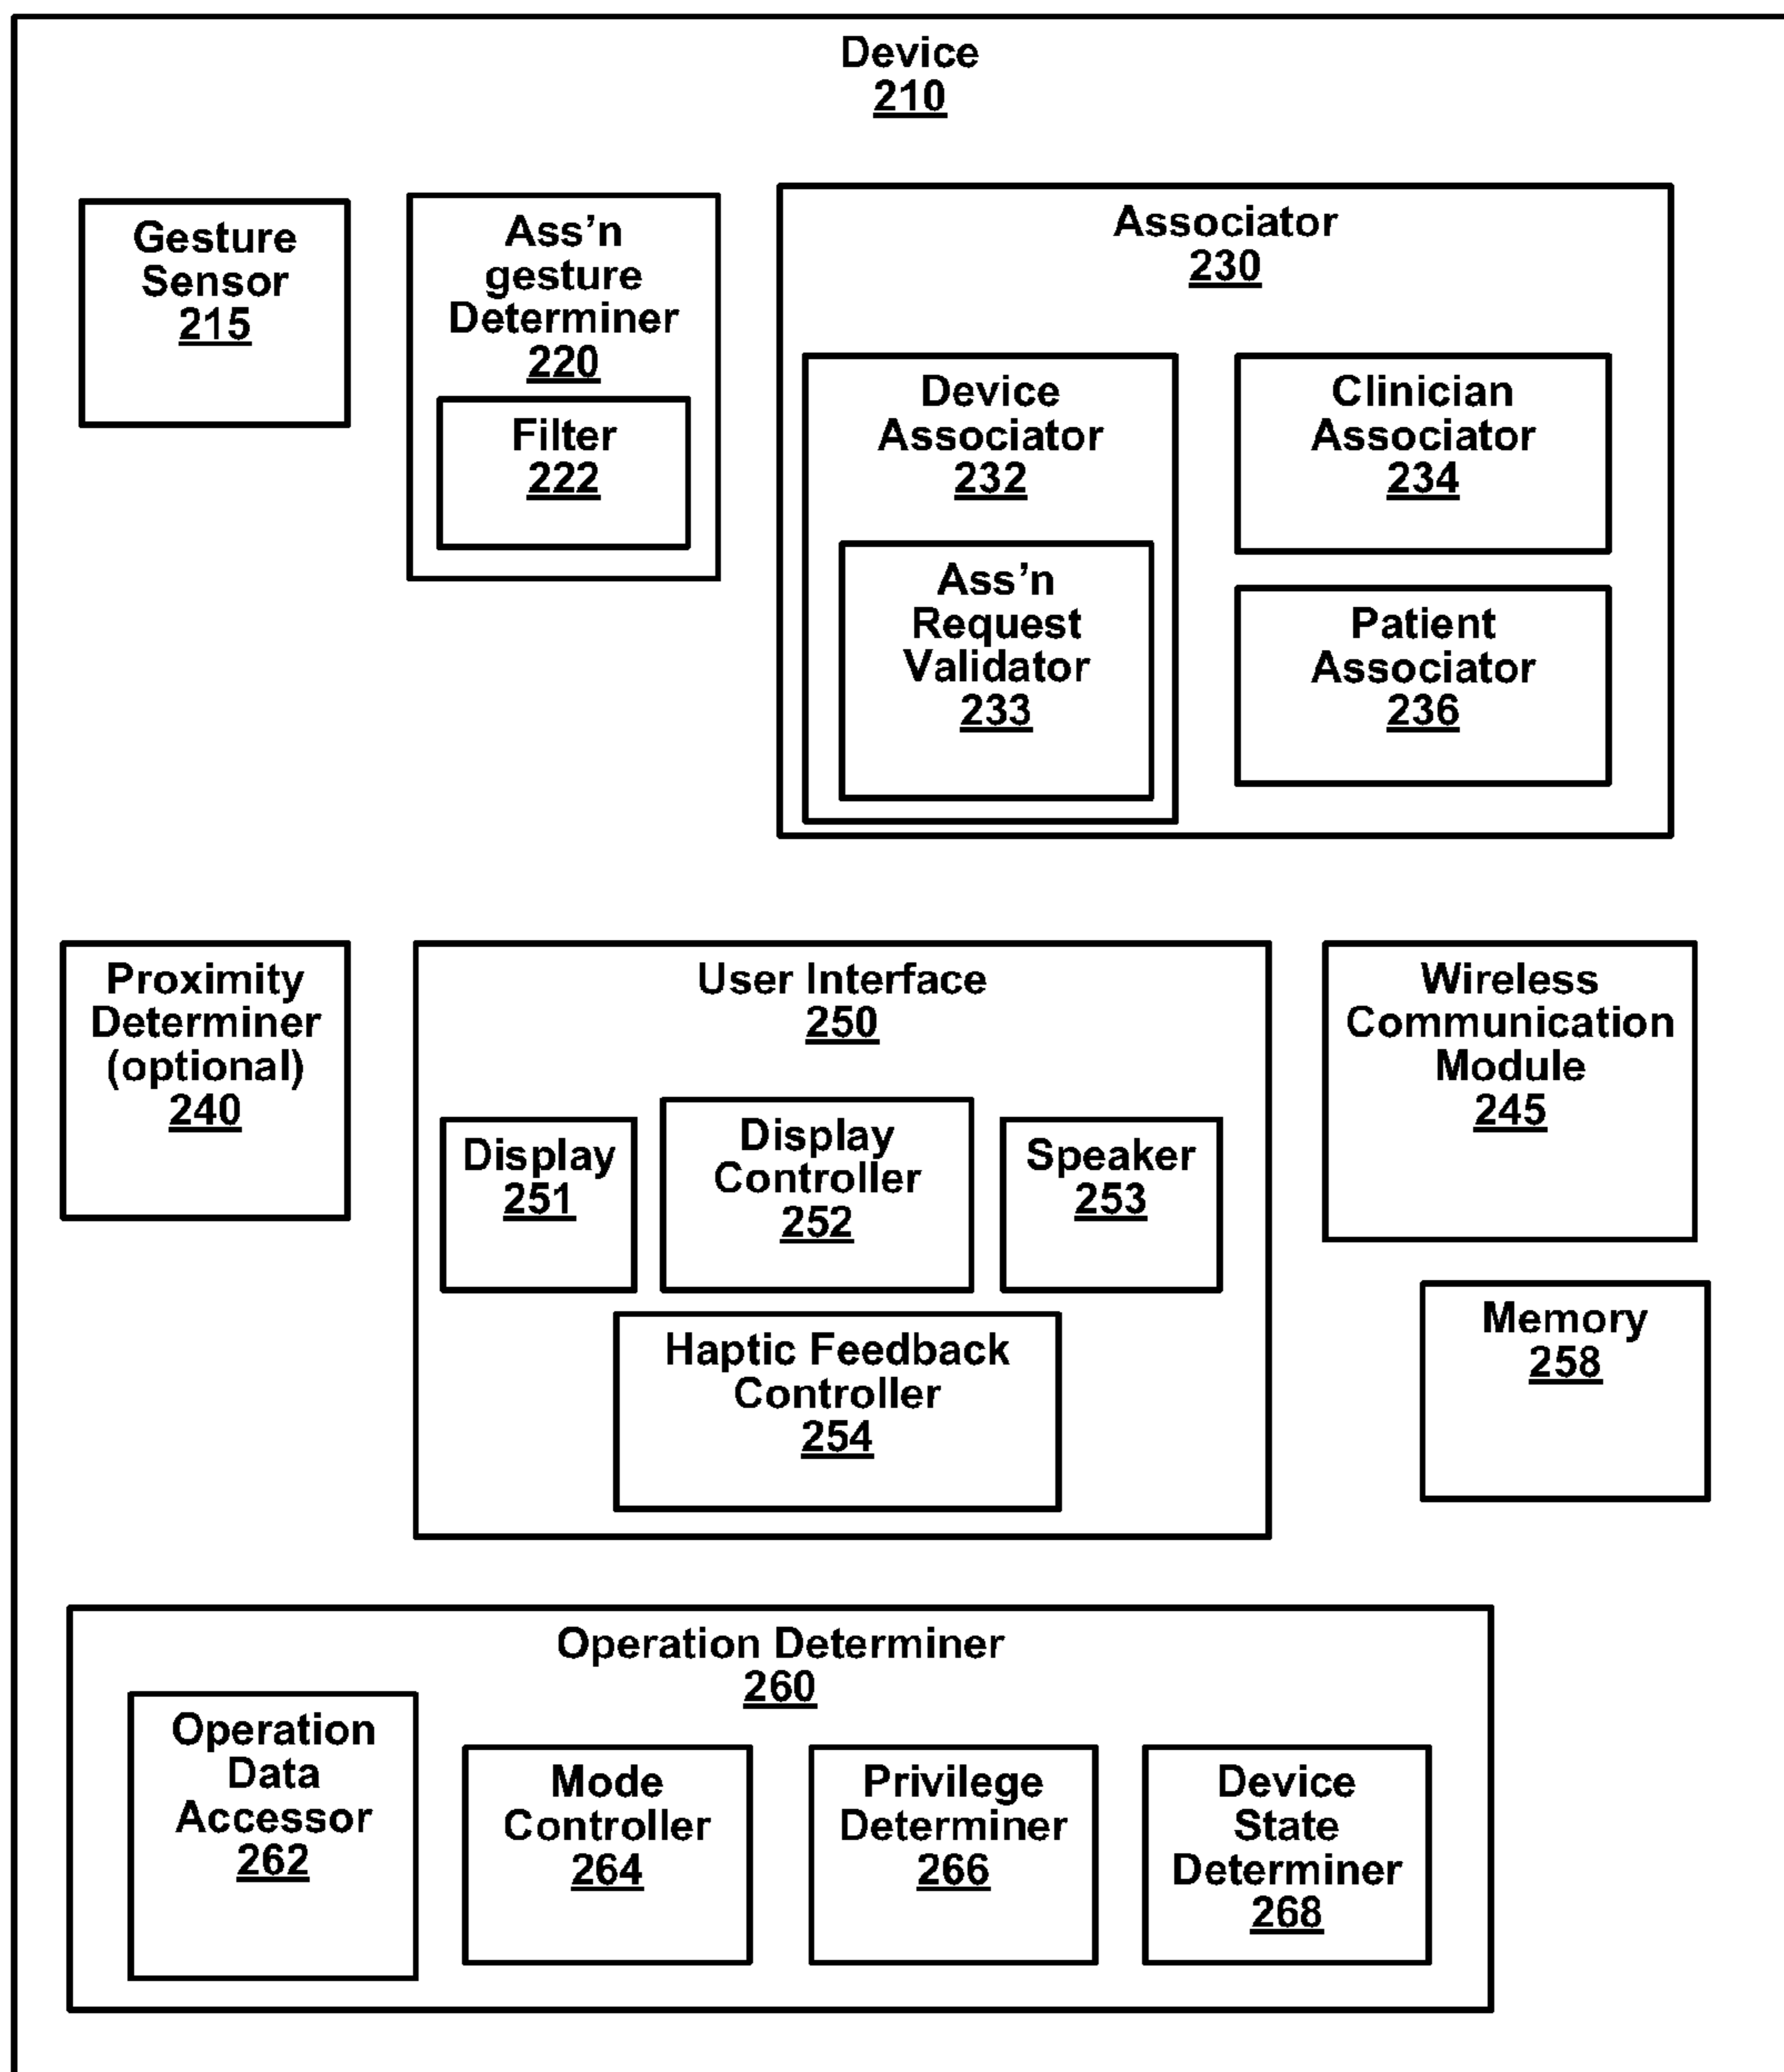 Device
210
Gesture
Sensor
215
Ass'n
gesture
Determiner
220
Filter
222
Associator
230
Device
Associator
232
Ass'n
Request
Validator
233
Clinician
Associator
234
Patient
Associator
236
Proximity
Determiner
(optional)
240
User Interface
250
Display
251
Display
Controller
252
Speaker
253
Haptic Feedback
Controller
254
Wireless
Communication
Module
245
Memory
258
Operation Determiner
260
Operation
Data
Accessor
262
Mode
Controller
264
Privilege
Determiner
266
Device
State
Determiner
268